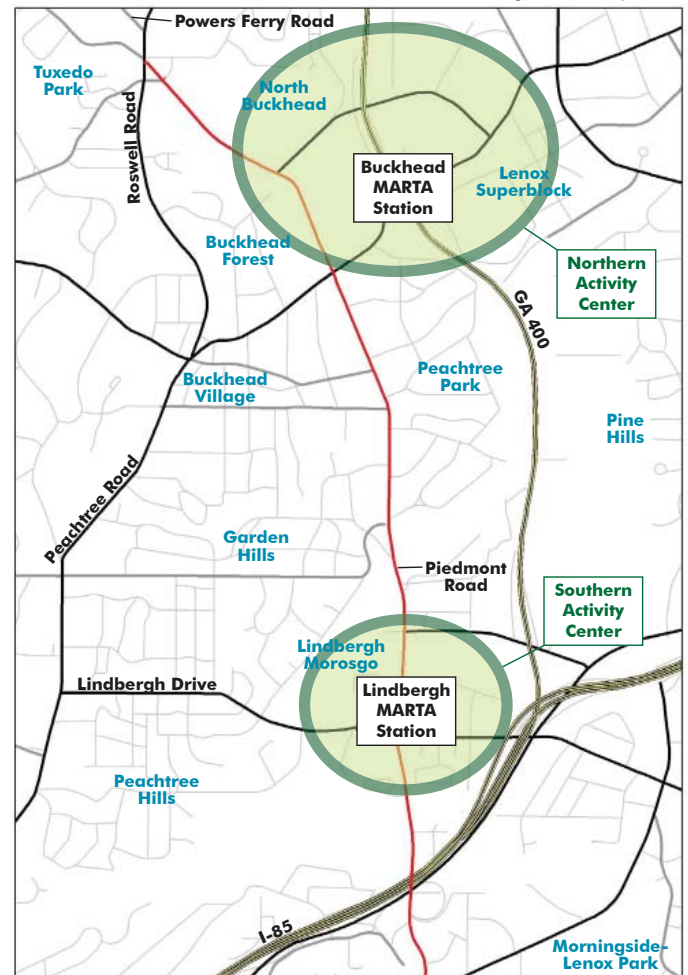 Powers Ferry Road
Tuxedo
Park
North
Buckhead
Roswell Road
Buckhead
MARTA
Station
Lenox
Superblock
Buckhead
Forest
Northern
Activity
Center
GA 400
Peachtree
Park
Buckhead
Village
Pine
Hills
Peachtree Road
Garden
Hills
Piedmont
Road
Southern
Activity
Center
Lindbergh
Morosgo
Lindbergh Drive
Lindbergh
MARTA
Station
Peachtree
Hills
I-85
Morningside-
Lenox Park